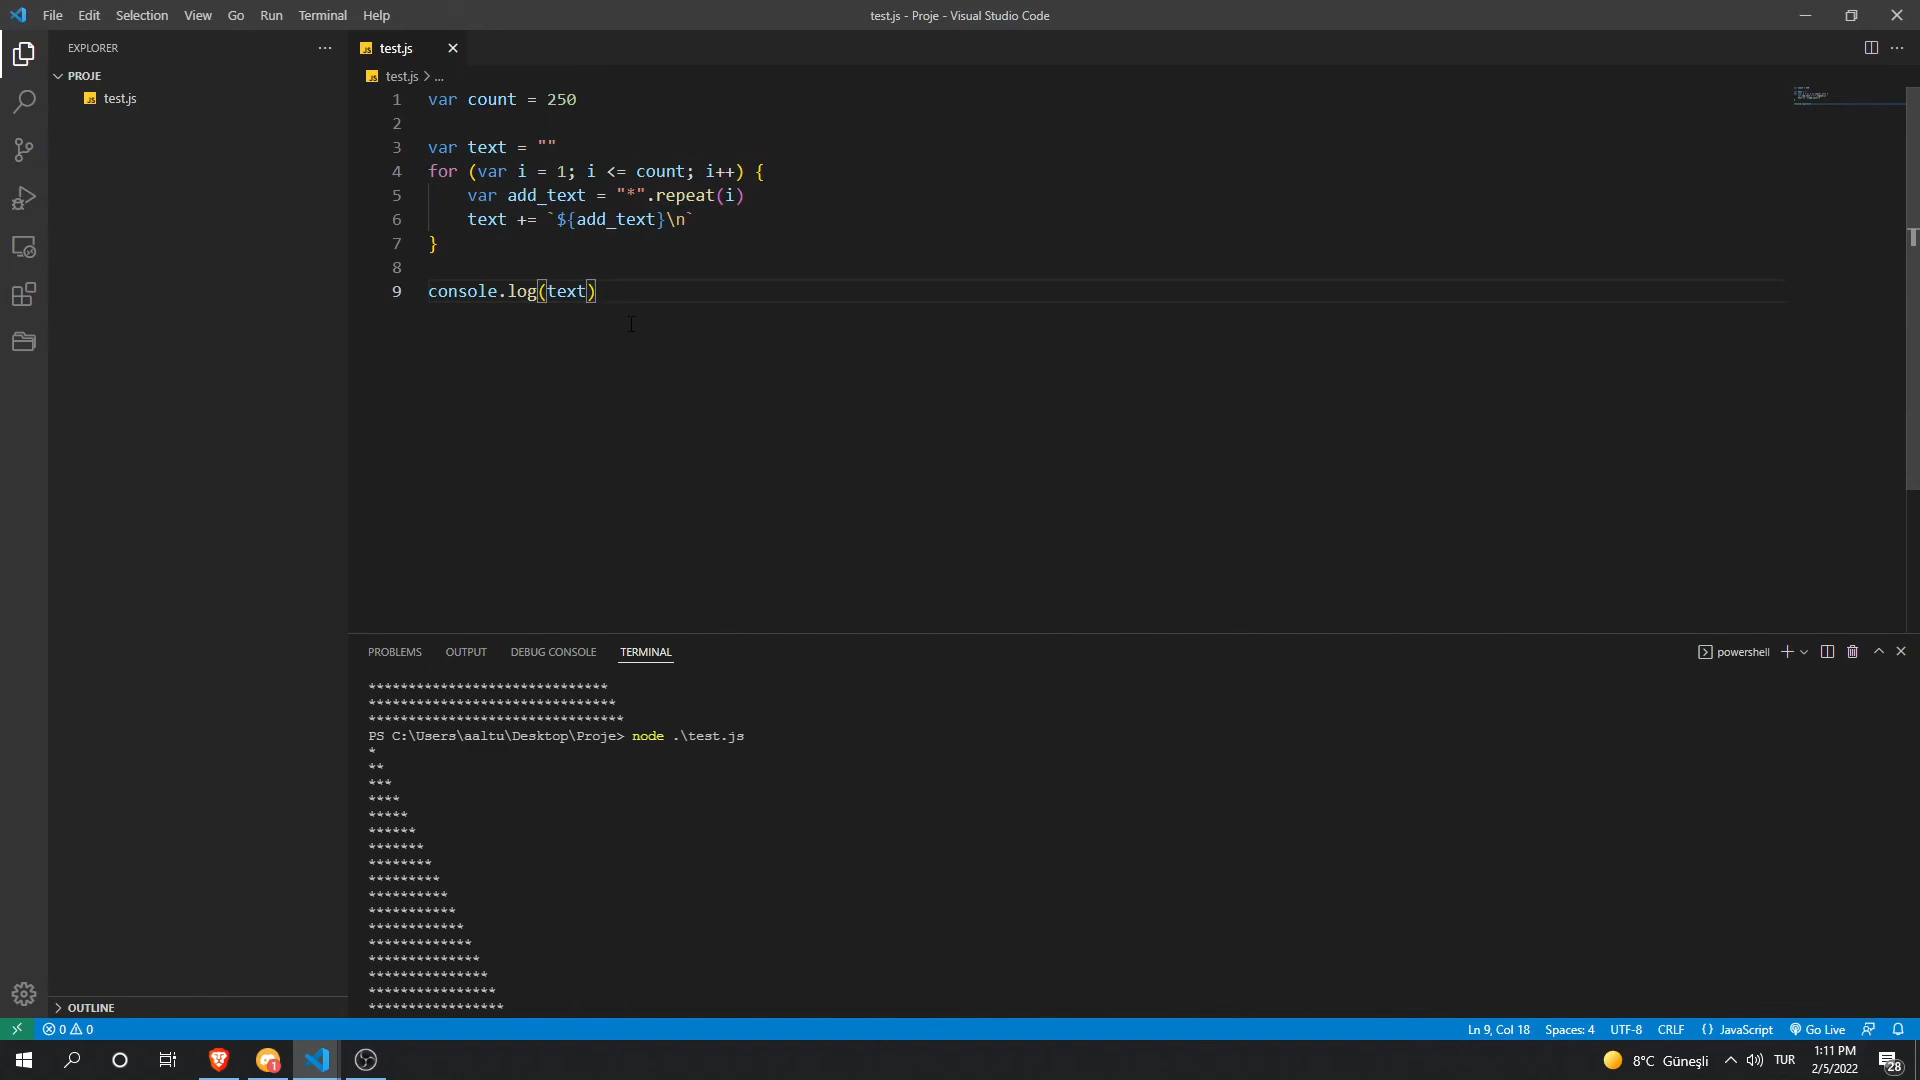 File Edit Selection View Go Run Terminal Help
test.js - Proje - Visual Studio Code
EXPLORER
PROJE
JS test.js
JS test.js
JS test.js > ...
1 var count = 250
2
3 var text = ""
4 for (var i = 1; i <= count; i++) {
5     var add_text = "*".repeat(i)
6     text += `${add_text}\n`
7 }
8
9 console.log(text)
PROBLEMS OUTPUT DEBUG CONSOLE TERMINAL
powershell
******************************
*******************************
********************************
PS C:\Users\aaltu\Desktop\Proje> node .\test.js
*
**
***
****
*****
******
*******
********
*********
**********
***********
************
*************
**************
***************
****************
*****************
OUTLINE
0 0
Ln 9, Col 18 Spaces: 4 UTF-8 CRLF {} JavaScript Go Live
1
8°C Güneşli
TUR
1:11 PM
2/5/2022
28